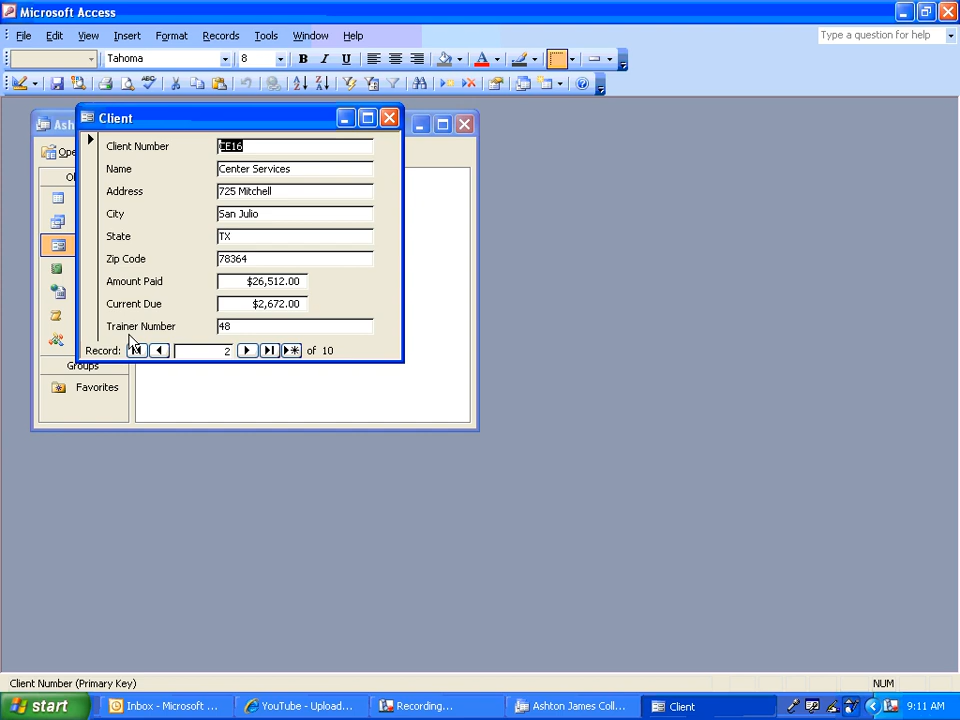 Microsoft Access
File Edit View Insert Format Records Tools Window Help Type a question for help
Tahoma 8 B I U
Ash
Client
Ope
Client Number CE16
Name Center Services
Address 725 Mitchell
City San Julio
State TX
Zip Code 78364
Amount Paid $26,512.00
Current Due $2,672.00
Trainer Number 48
Record: 2 of 10
Groups
Favorites
Client Number (Primary Key) NUM
start Inbox - Microsoft ... YouTube - Upload... Recording... Ashton James Coll... Client 9:11 AM